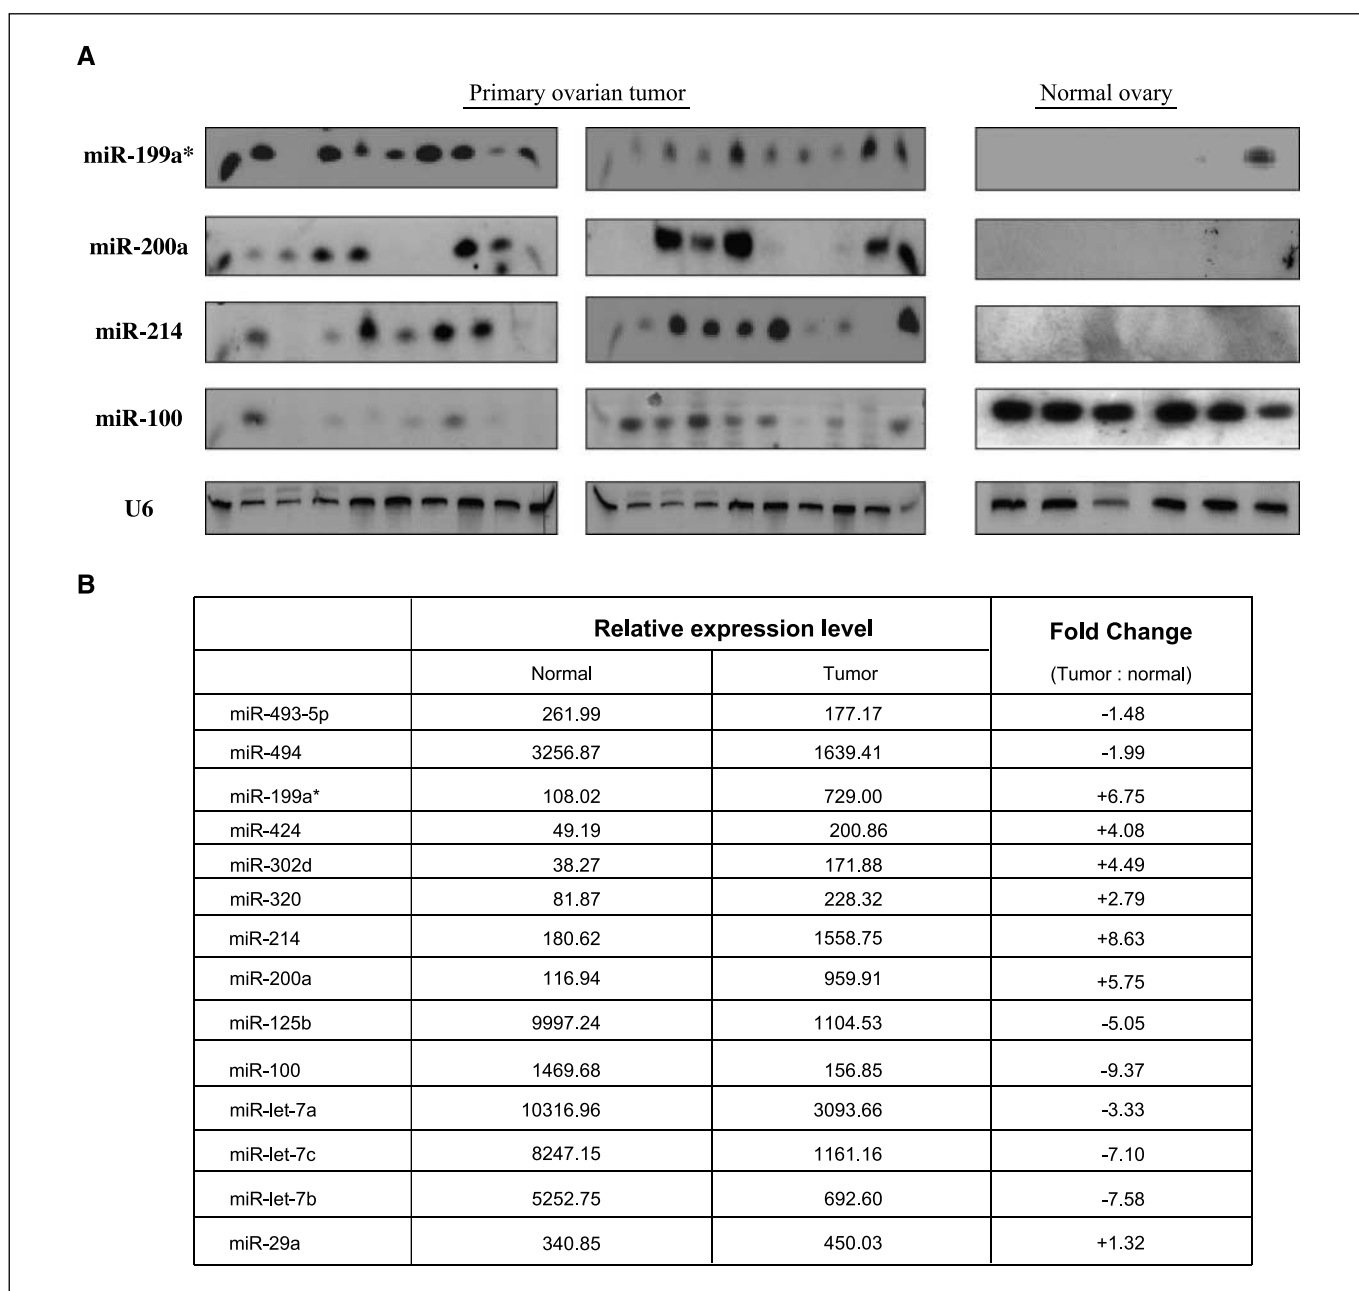 A
Primary ovarian tumor Normal ovary
miR-199a*
miR-200a
miR-214
miR-100
U6
B
Relative expression level Fold Change
Normal Tumor (Tumor : normal)
miR-493-5p 261.99 177.17 -1.48
miR-494 3256.87 1639.41 -1.99
miR-199a* 108.02 729.00 +6.75
miR-424 49.19 200.86 +4.08
miR-302d 38.27 171.88 +4.49
miR-320 81.87 228.32 +2.79
miR-214 180.62 1558.75 +8.63
miR-200a 116.94 959.91 +5.75
miR-125b 9997.24 1104.53 -5.05
miR-100 1469.68 156.85 -9.37
miR-let-7a 10316.96 3093.66 -3.33
miR-let-7c 8247.15 1161.16 -7.10
miR-let-7b 5252.75 692.60 -7.58
miR-29a 340.85 450.03 +1.32